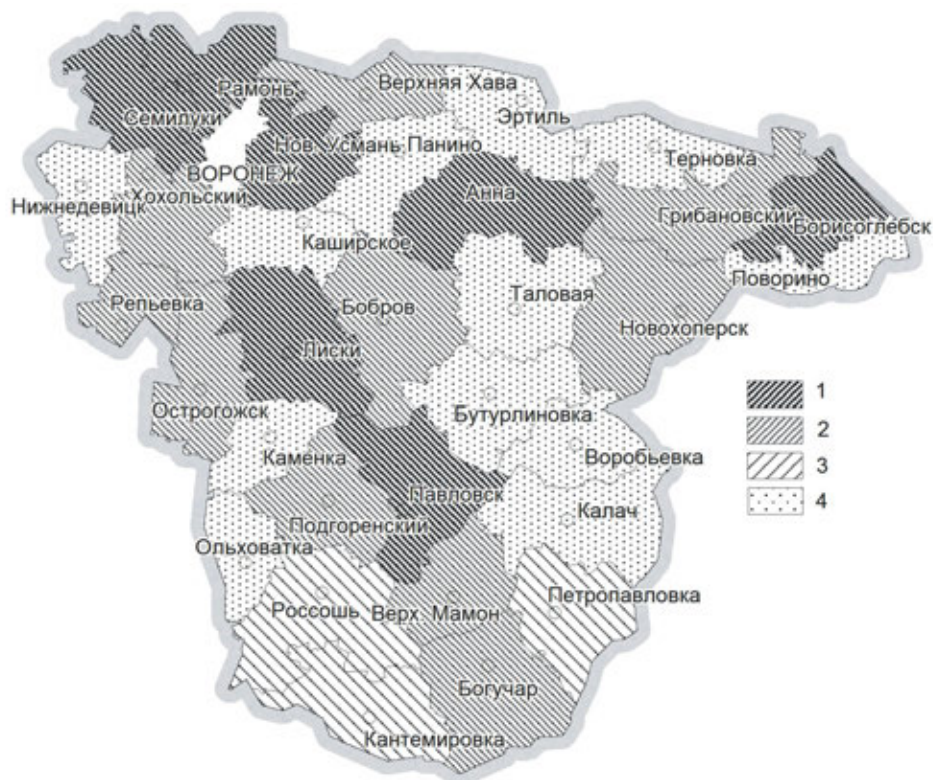 Верхняя Хава
Рамонь
Эртиль
Семилуки
Нов. Усмань
Панино
Терновка
ВОРОНЕЖ
Анна
Хохольский
Нижнедевицк
Грибановский
Борисоглебск
Каширское
Поворино
Репьевка
Бобров
Таловая
Новохоперск
Лиски
Острогожск
Бутурлиновка
Каменка
Воробьевка
Павловск
Калач
Подгоренский
Ольховатка
Россошь
Верх. Мамон
Петропавловка
Богучар
Кантемировка
1
2
3
4